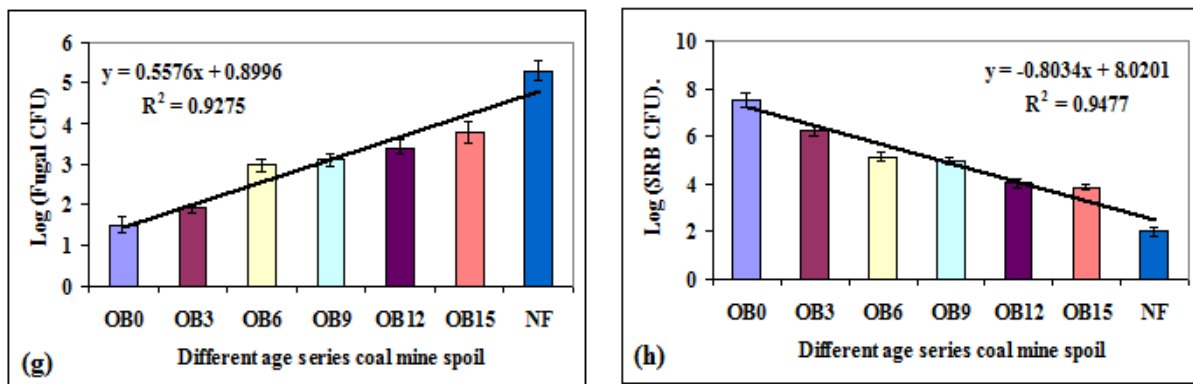 6
5
4
3
2
1
0
Log (Fugal CFU)
y = 0.5576x + 0.8996
R² = 0.9275
OB0 OB3 OB6 OB9 OB12 OB15 NF
Different age series coal mine spoil
(g)
10
8
6
4
2
0
Log (SRB CFU).
y = -0.8034x + 8.0201
R² = 0.9477
OB0 OB3 OB6 OB9 OB12 OB15 NF
Different age series coal mine spoil
(h)